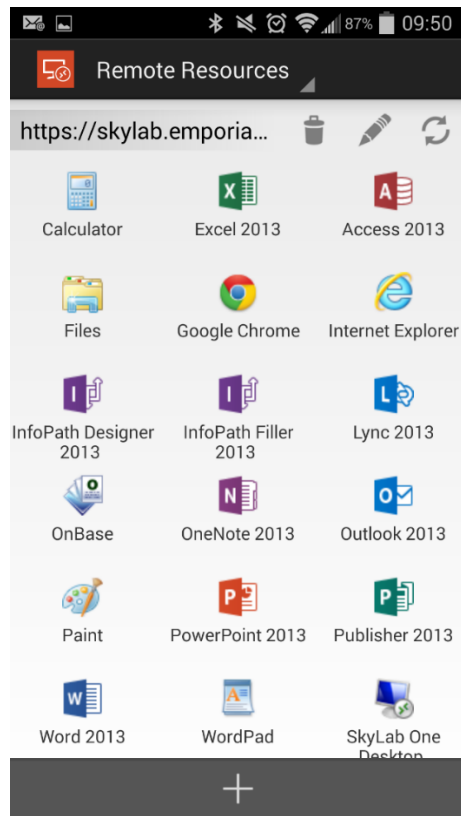 87% 09:50
Remote Resources
https://skylab.emporia...
Calculator Excel 2013 Access 2013
Files Google Chrome Internet Explorer
InfoPath Designer InfoPath Filler Lync 2013
2013 2013
OnBase OneNote 2013 Outlook 2013
Paint PowerPoint 2013 Publisher 2013
Word 2013 WordPad SkyLab One
Desktop